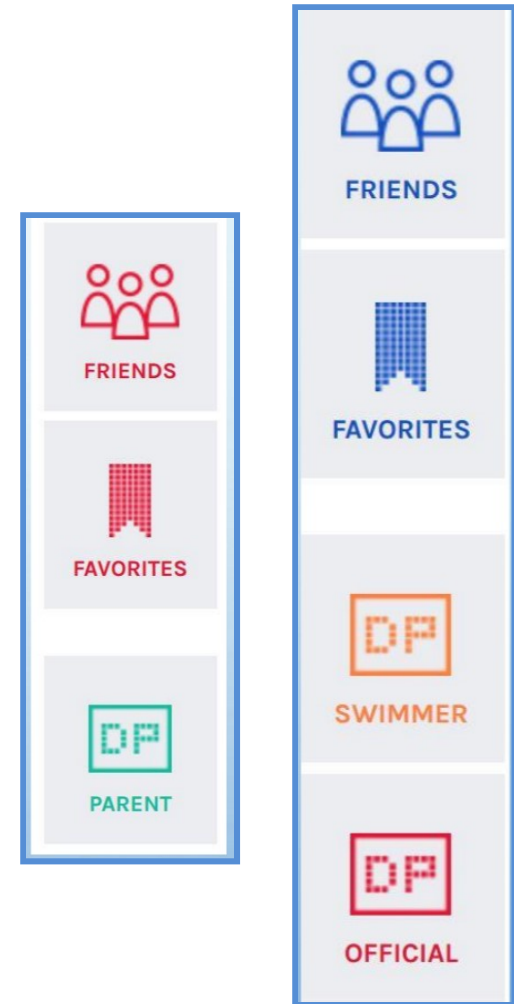 FRIENDS
FAVORITES
DP
PARENT
FRIENDS
FAVORITES
DP
SWIMMER
DP
OFFICIAL